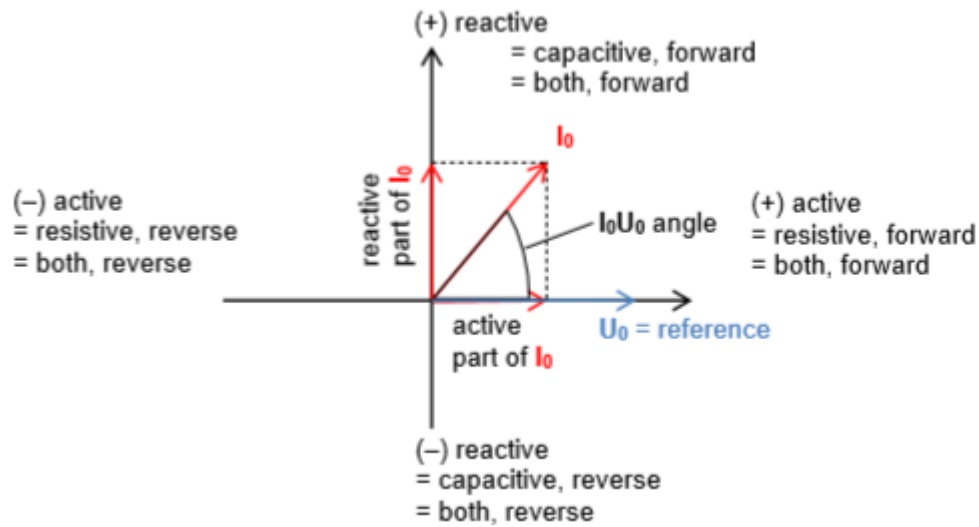 (+) reactive
= capacitive, forward
= both, forward
I₀
reactive
part of I₀
(–) active
= resistive, reverse
= both, reverse
I₀U₀ angle
(+) active
= resistive, forward
= both, forward
active
part of I₀
U₀ = reference
(–) reactive
= capacitive, reverse
= both, reverse